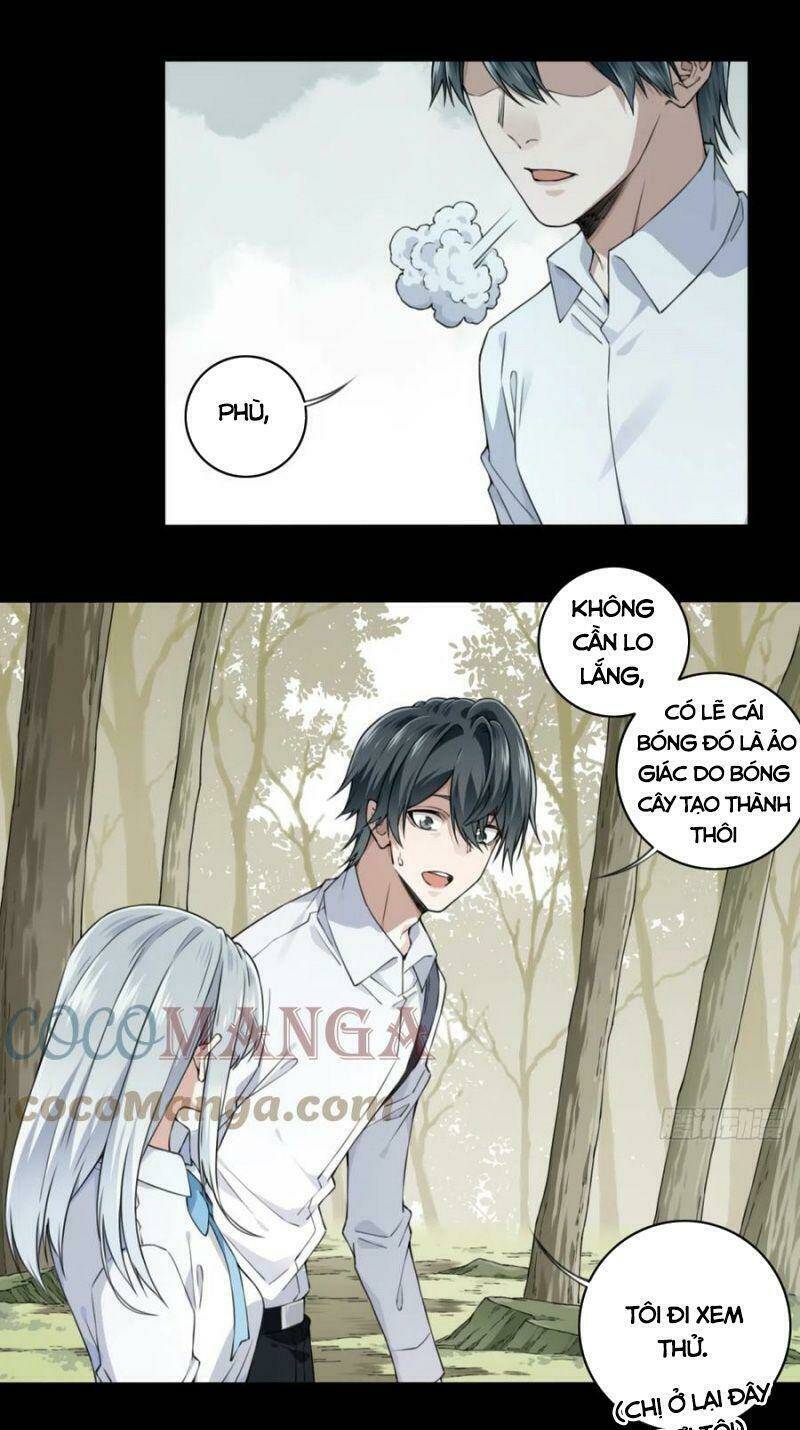 PHÙ,
KHÔNG
CẦN LO
LẮNG,
CÓ LẼ CÁI
BÓNG ĐÓ LÀ ẢO
GIÁC DO BÓNG
CÂY TẠO THÀNH
THÔI
COCOMANGA
cocoManga.com
TÔI ĐI XEM
THỬ.
(CHỊ Ở LẠI ĐÂY